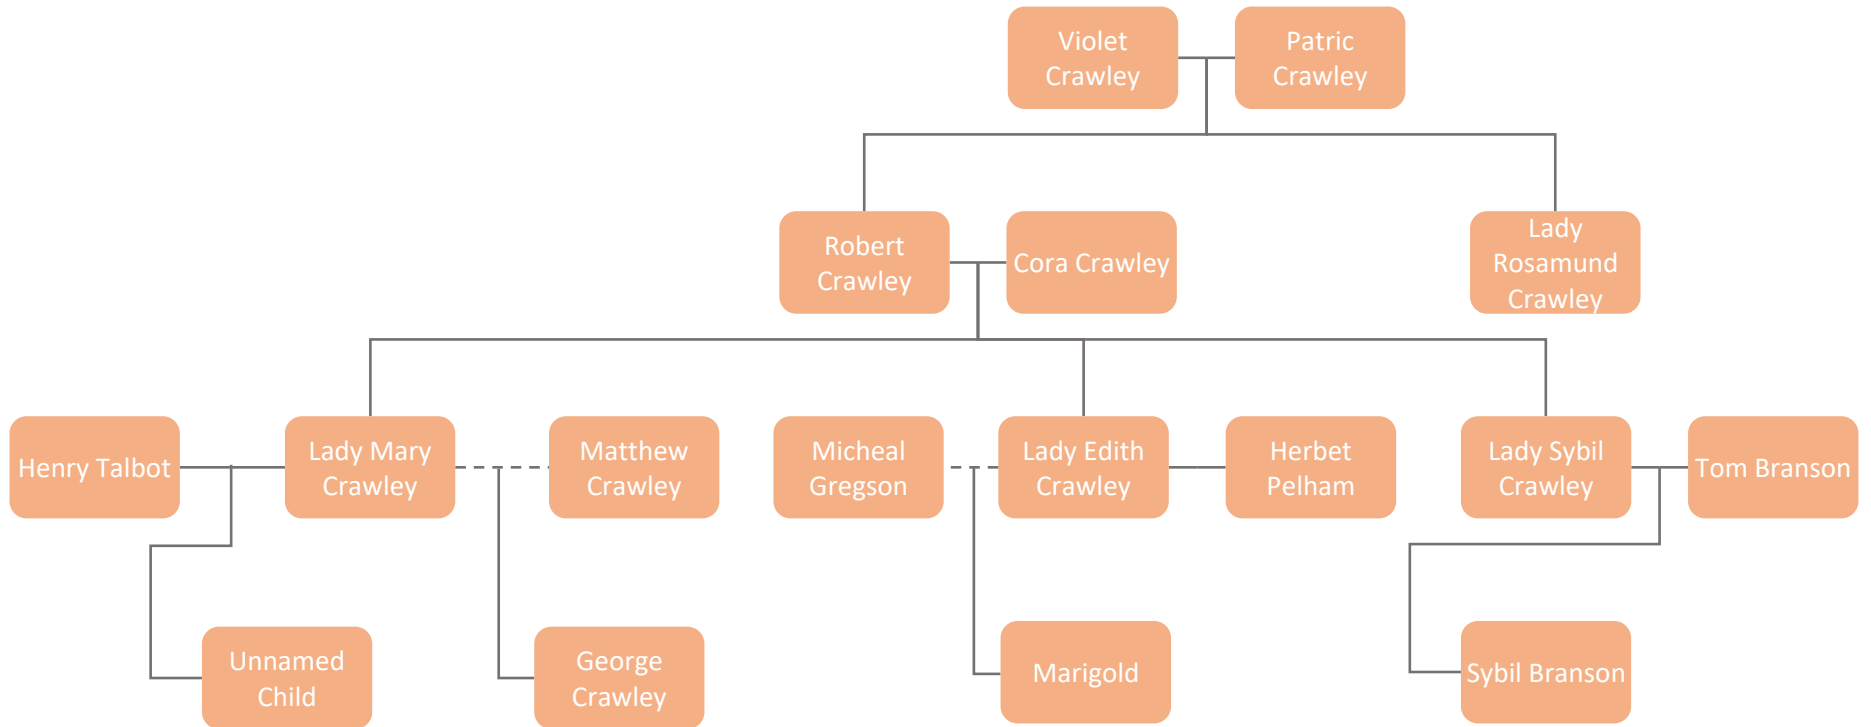 Violet
Crawley
Patric
Crawley
Robert
Crawley
Cora Crawley
Lady
Rosamund
Crawley
Henry Talbot
Lady Mary
Crawley
Matthew
Crawley
Micheal
Gregson
Lady Edith
Crawley
Herbet
Pelham
Lady Sybil
Crawley
Tom Branson
Unnamed
Child
George
Crawley
Marigold
Sybil Branson